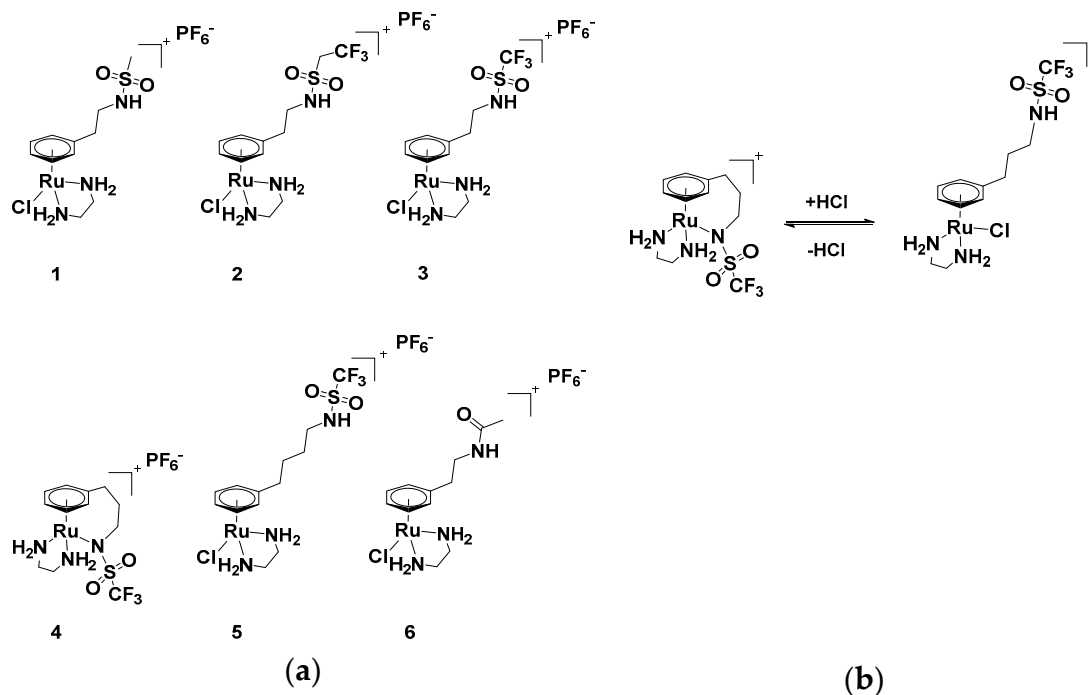 + PF₆⁻
O
S
O
NH
Ru
NH₂
Cl
H₂N
1
+ PF₆⁻
CF₃
O
S
O
NH
Ru
NH₂
Cl
H₂N
2
+ PF₆⁻
CF₃
O
S
O
NH
Ru
NH₂
Cl
H₂N
3
+ PF₆⁻
Ru
H₂N
N
NH₂
O
S
O
CF₃
4
+ PF₆⁻
CF₃
O
S
O
NH
Ru
NH₂
Cl
H₂N
5
+ PF₆⁻
O
NH
Ru
NH₂
Cl
H₂N
6
(a)
+
Ru
H₂N
N
NH₂
O
S
O
CF₃
+HCl
-HCl
CF₃
O
S
O
NH
Ru
Cl
H₂N
NH₂
(b)